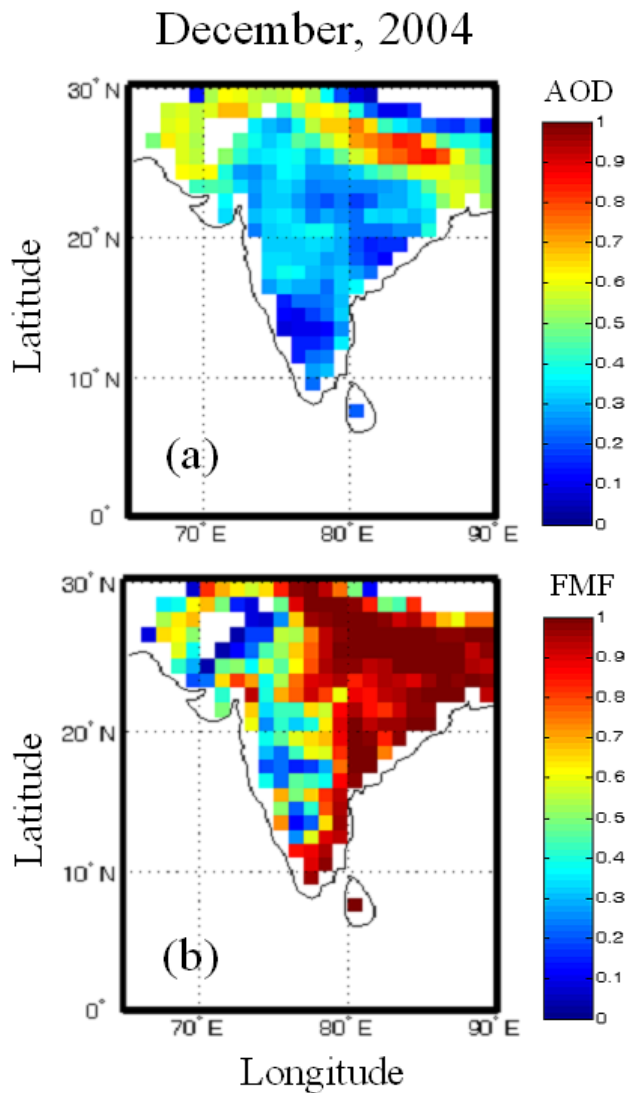 December, 2004
AOD
30° N
20° N
10° N
0°
70° E
80° E
90° E
Latitude
(a)
1
0.9
0.8
0.7
0.6
0.5
0.4
0.3
0.2
0.1
0
FMF
30° N
20° N
10° N
0°
70° E
80° E
90° E
Latitude
(b)
1
0.9
0.8
0.7
0.6
0.5
0.4
0.3
0.2
0.1
0
Longitude